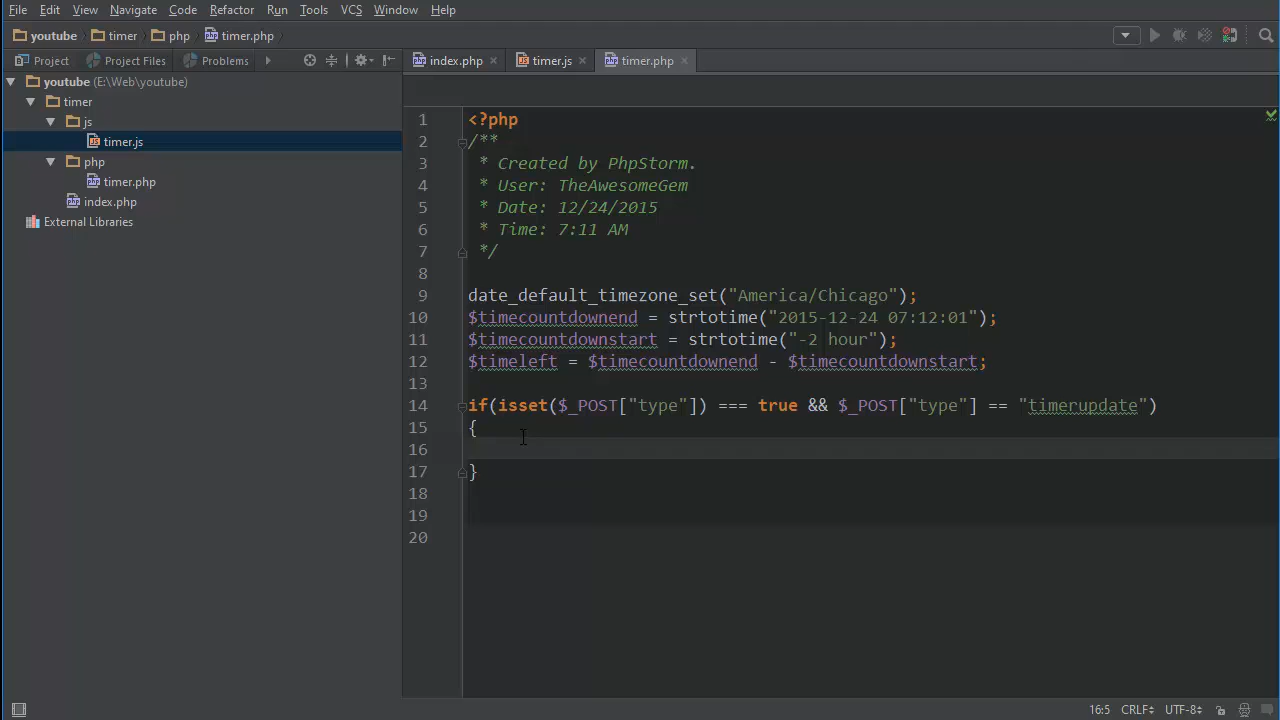 File Edit View Navigate Code Refactor Run Tools VCS Window Help
youtube timer php timer.php
Project Project Files Problems
index.php timer.js timer.php
youtube (E:\Web\youtube)
timer
js
timer.js
php
timer.php
index.php
External Libraries
1 <?php
2 /**
3 * Created by PhpStorm.
4 * User: TheAwesomeGem
5 * Date: 12/24/2015
6 * Time: 7:11 AM
7 */
8
9 date_default_timezone_set("America/Chicago");
10 $timecountdownend = strtotime("2015-12-24 07:12:01");
11 $timecountdownstart = strtotime("-2 hour");
12 $timeleft = $timecountdownend - $timecountdownstart;
13
14 if(isset($_POST["type"]) === true && $_POST["type"] == "timerupdate")
15 {
16
17 }
18
19
20
16:5 CRLF UTF-8